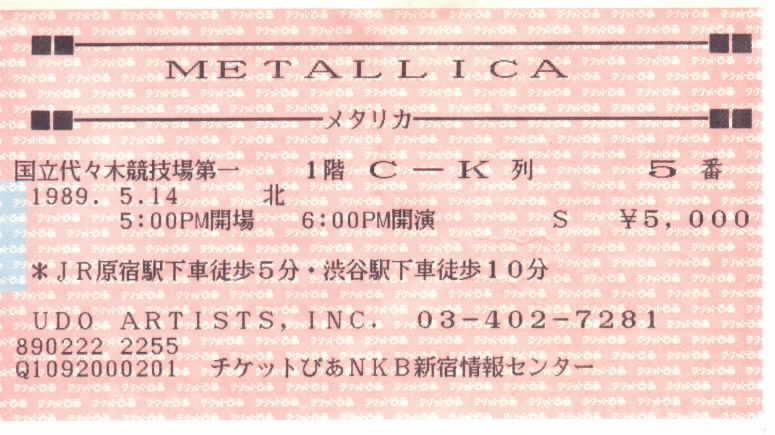 METALLICA
メタリカ
国立代々木競技場第一 1階 C-K 列 5 番
1989. 5.14 北
5:00PM開場 6:00PM開演 S ¥5,000
*JR原宿駅下車徒歩5分・渋谷駅下車徒歩10分
UDO ARTISTS, INC. 03-402-7281
890222 2255
Q1092000201 チケットぴあNKB新宿情報センター